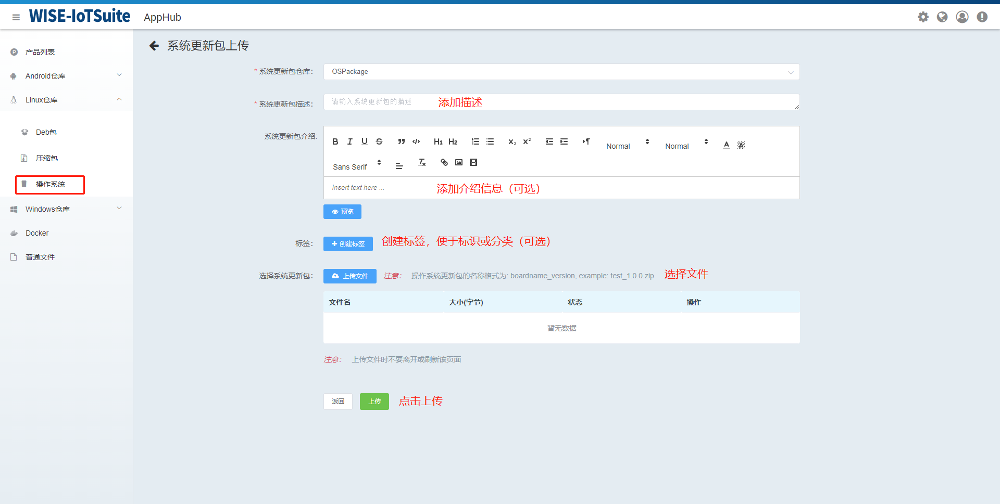 WISE-IoTSuite AppHub
产品列表
Android仓库
Linux仓库
Deb包
压缩包
操作系统
Windows仓库
Docker
普通文件
系统更新包上传
* 系统更新包仓库： OSPackage
* 系统更新包描述： 请输入系统更新包的描述 添加描述
系统更新包介绍:
B I U S H1 H2 X2 X2 Normal Normal A A
Sans Serif Tx
Insert text here ... 添加介绍信息（可选）
预览
标签： 创建标签 创建标签，便于标识或分类（可选）
选择系统更新包： 上传文件 注意： 操作系统更新包的名称格式为: boardname_version, example: test_1.0.0.zip 选择文件
文件名 大小(字节) 状态 操作
暂无数据
注意： 上传文件时不要离开或刷新该页面
返回 上传 点击上传